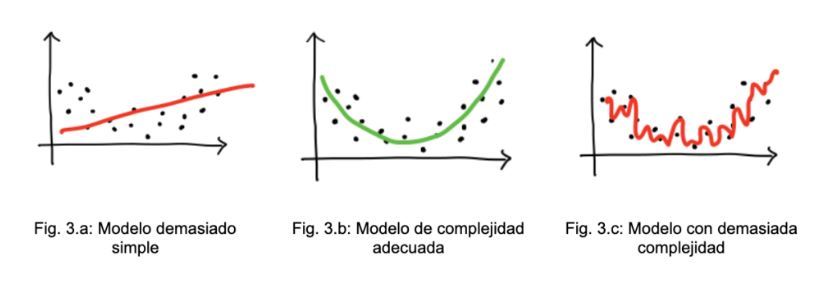 Fig. 3.a: Modelo demasiado
simple
Fig. 3.b: Modelo de complejidad
adecuada
Fig. 3.c: Modelo con demasiada
complejidad